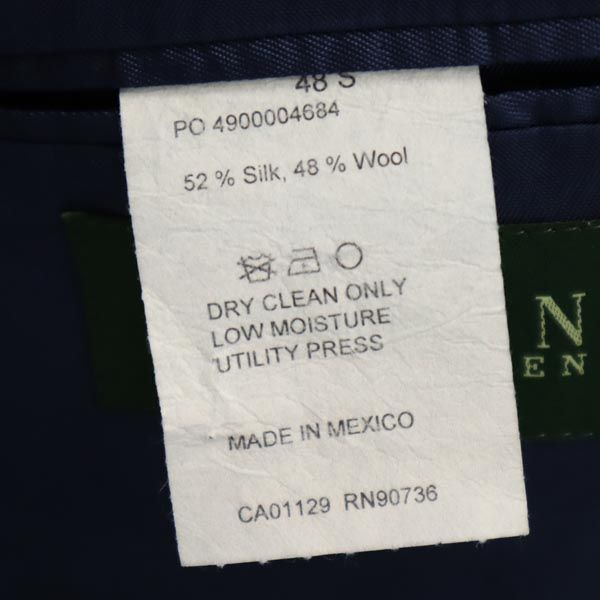 48 S
PO 4900004684
52 % Silk, 48 % Wool
DRY CLEAN ONLY
LOW MOISTURE
UTILITY PRESS
MADE IN MEXICO
CA01129 RN90736
N
EN